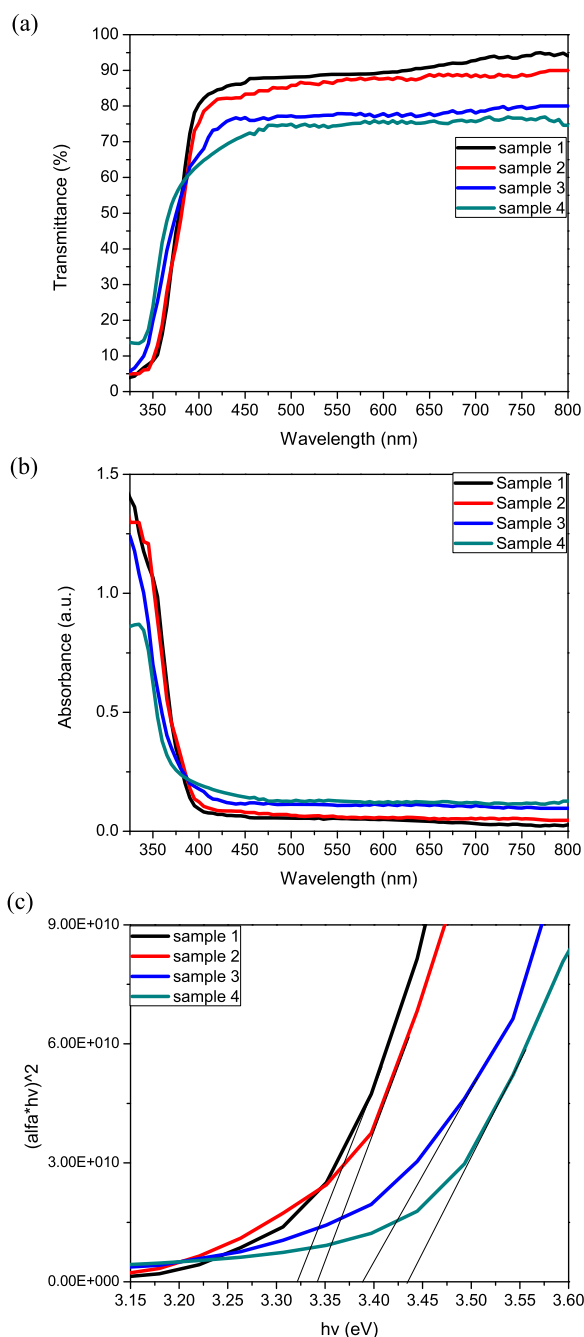 (a)
100
90
80
70
60
50
40
30
20
10
0
Transmittance (%)
sample 1
sample 2
sample 3
sample 4
350 400 450 500 550 600 650 700 750 800
Wavelength (nm)
(b)
1.5
1.0
0.5
0.0
Absorbance (a.u.)
Sample 1
Sample 2
Sample 3
Sample 4
350 400 450 500 550 600 650 700 750 800
Wavelength (nm)
(c)
9.00E+010
6.00E+010
3.00E+010
0.00E+000
(alfa*hv)^2
sample 1
sample 2
sample 3
sample 4
3.15 3.20 3.25 3.30 3.35 3.40 3.45 3.50 3.55 3.60
hv (eV)